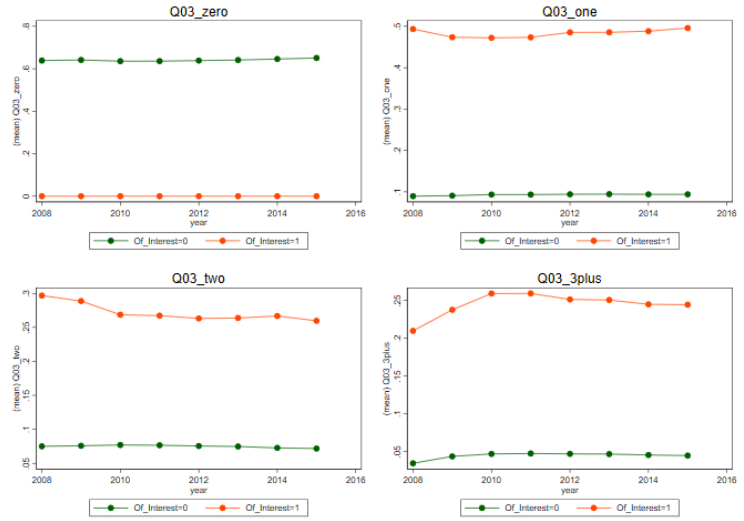 Q03_zero
(mean) Q03_zero
.8
.6
.4
.2
0
2008 2010 2012 2014 2016
year
Of_Interest=0 Of_Interest=1
Q03_one
(mean) Q03_one
.5
.4
.3
.2
.1
2008 2010 2012 2014 2016
year
Of_Interest=0 Of_Interest=1
Q03_two
(mean) Q03_two
.3
.25
.2
.15
.1
.05
2008 2010 2012 2014 2016
year
Of_Interest=0 Of_Interest=1
Q03_3plus
(mean) Q03_3plus
.25
.2
.15
.1
.05
2008 2010 2012 2014 2016
year
Of_Interest=0 Of_Interest=1